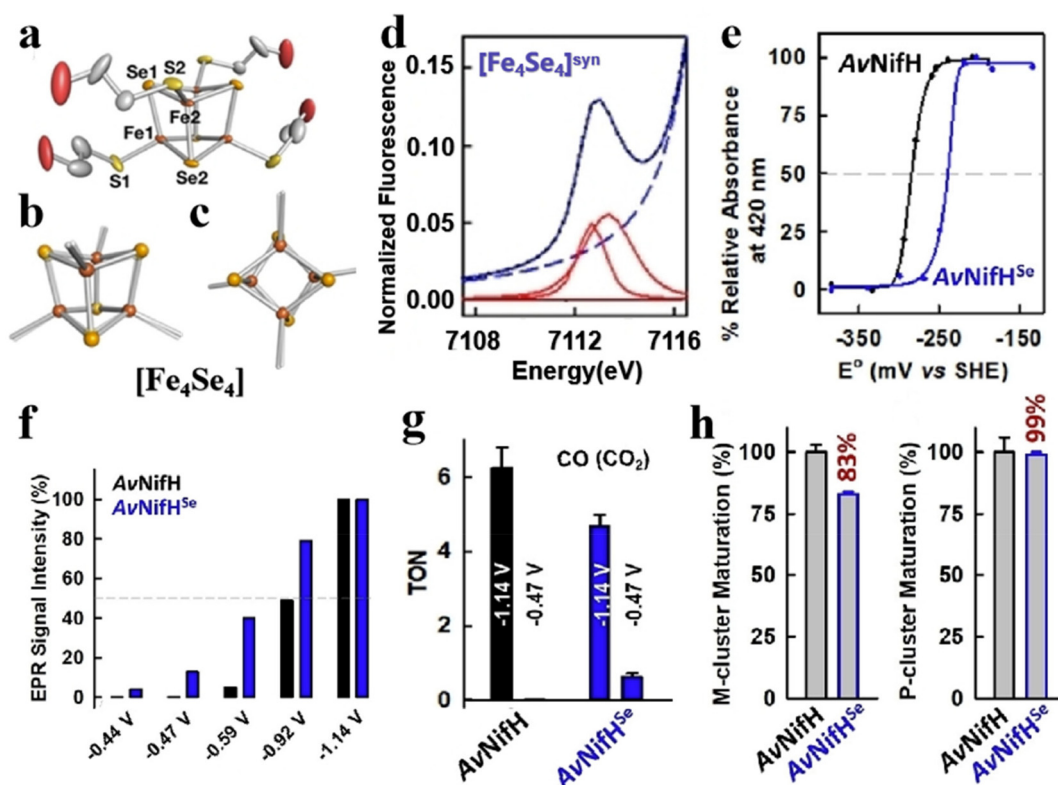 a
Se1
S2
Fe1
Fe2
S1
Se2
b
c
[Fe₄Se₄]
d
[Fe₄Se₄]ˢʸⁿ
0.15
0.10
0.05
0.00
Normalized Fluorescence
7108
7112
7116
Energy(eV)
e
AvNifH
AvNifHSe
100
75
50
25
0
% Relative Absorbance
at 420 nm
-350
-250
-150
E° (mV vs SHE)
f
AvNifH
AvNifHSe
100
80
60
40
20
0
EPR Signal Intensity (%)
-0.44 V
-0.47 V
-0.59 V
-0.92 V
-1.14 V
g
CO (CO₂)
6
4
2
0
TON
-1.14 V
-0.47 V
-1.14 V
-0.47 V
AvNifH
AvNifHSe
h
83%
100
75
50
25
0
M-cluster Maturation (%)
AvNifH
AvNifHSe
99%
100
75
50
25
0
P-cluster Maturation (%)
AvNifH
AvNifHSe